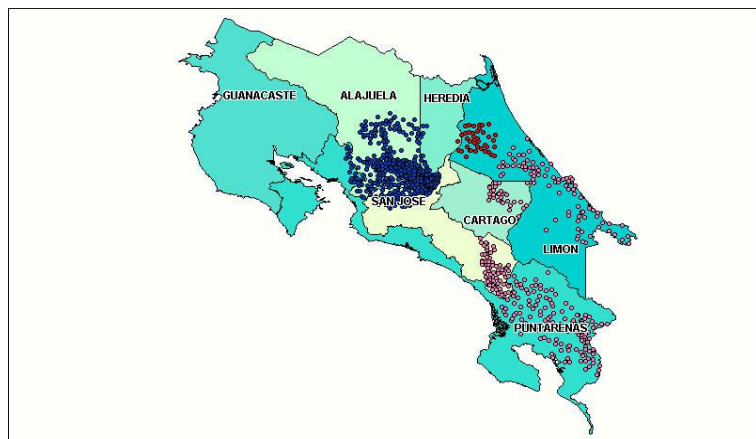 GUANACASTE
ALAJUELA
HEREDIA
SAN JOSE
CARTAGO
LIMON
PUNTARENAS